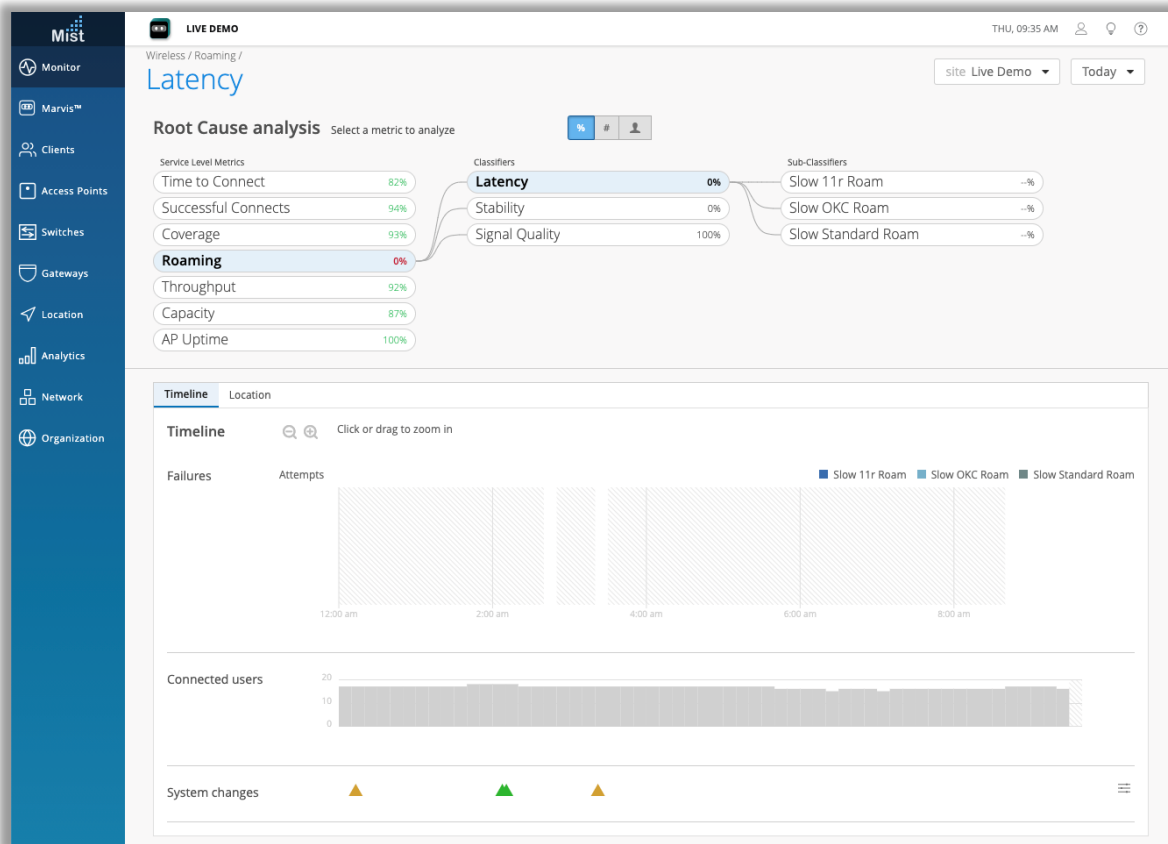 Mist
LIVE DEMO
THU, 09:35 AM
Monitor
Marvis™
Clients
Access Points
Switches
Gateways
Location
Analytics
Network
Organization
Wireless / Roaming /
Latency
site Live Demo
Today
Root Cause analysis Select a metric to analyze
% #
Service Level Metrics
Time to Connect 82%
Successful Connects 94%
Coverage 93%
Roaming 0%
Throughput 92%
Capacity 87%
AP Uptime 100%
Classifiers
Latency 0%
Stability 0%
Signal Quality 100%
Sub-Classifiers
Slow 11r Roam --%
Slow OKC Roam --%
Slow Standard Roam --%
Timeline Location
Timeline Click or drag to zoom in
Failures Attempts Slow 11r Roam Slow OKC Roam Slow Standard Roam
12:00 am 2:00 am 4:00 am 6:00 am 8:00 am
Connected users
20
10
0
System changes